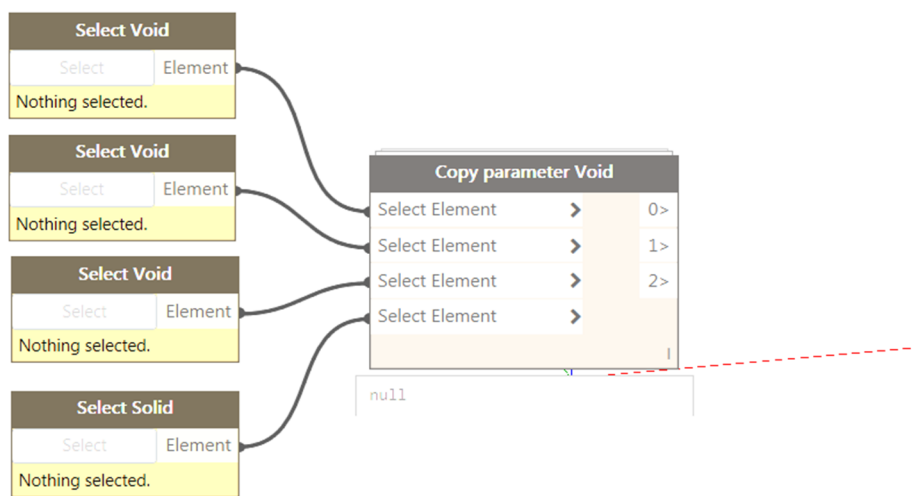 Select Void
Select Element
Nothing selected.
Select Void
Select Element
Nothing selected.
Select Void
Select Element
Nothing selected.
Select Solid
Select Element
Nothing selected.
Copy parameter Void
Select Element > 0>
Select Element > 1>
Select Element > 2>
Select Element >
l
null